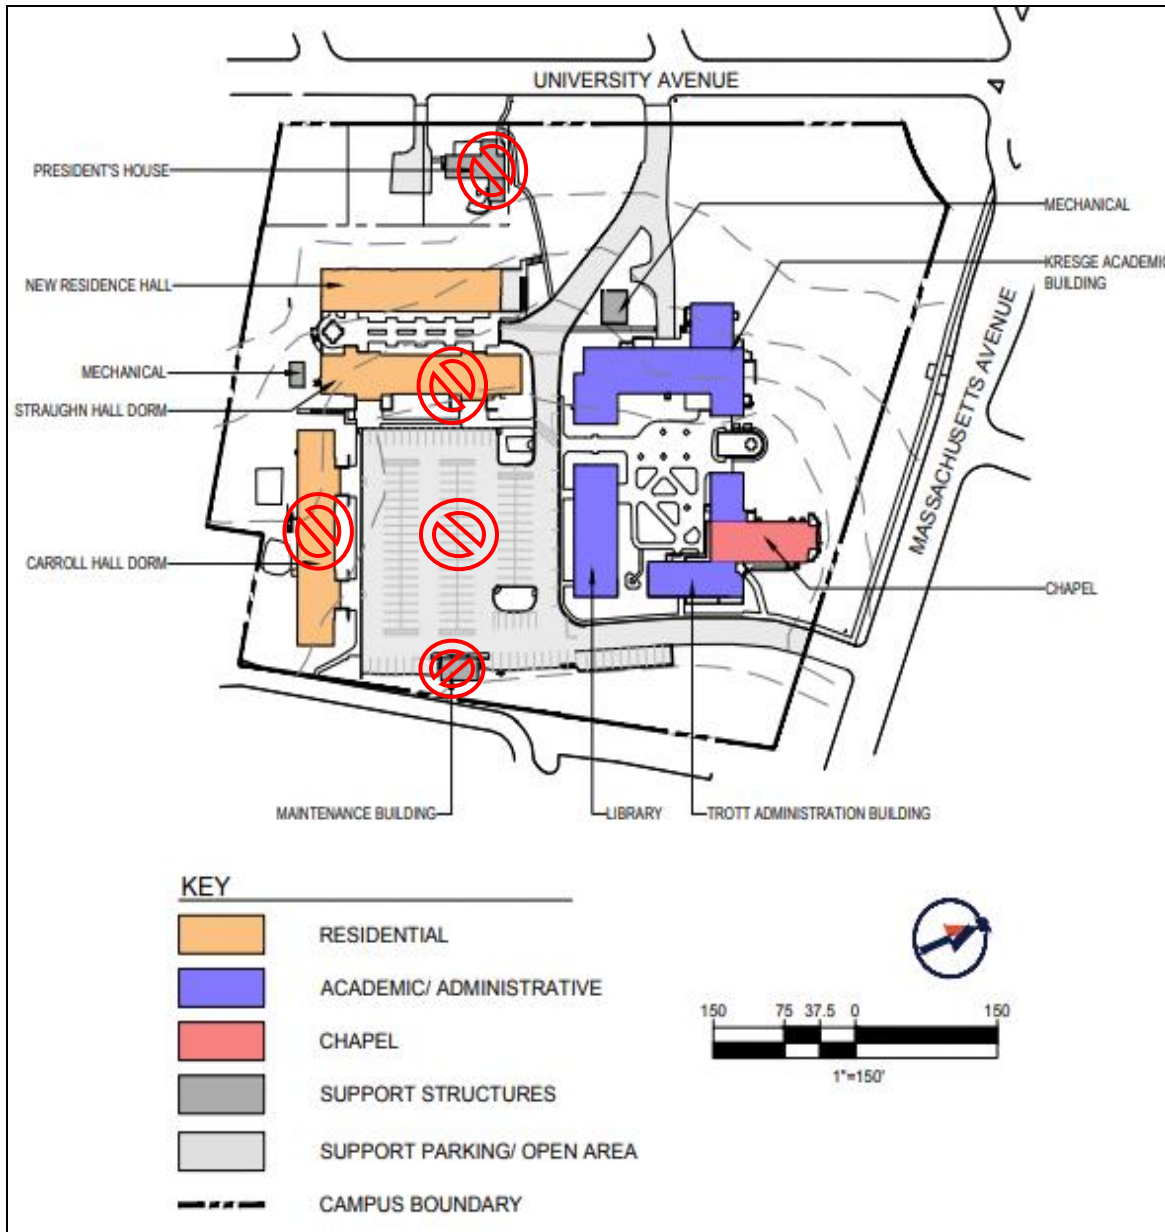 UNIVERSITY AVENUE
PRESIDENT'S HOUSE
MECHANICAL
KRESGE ACADEMIC
BUILDING
NEW RESIDENCE HALL
MECHANICAL
STRAUGHN HALL DORM
MASSACHUSETTS AVENUE
CARROLL HALL DORM
CHAPEL
MAINTENANCE BUILDING
LIBRARY
TROTT ADMINISTRATION BUILDING
KEY
RESIDENTIAL
ACADEMIC/ ADMINISTRATIVE
CHAPEL
SUPPORT STRUCTURES
SUPPORT PARKING/ OPEN AREA
CAMPUS BOUNDARY
150 75 37.5 0 150
1"=150'